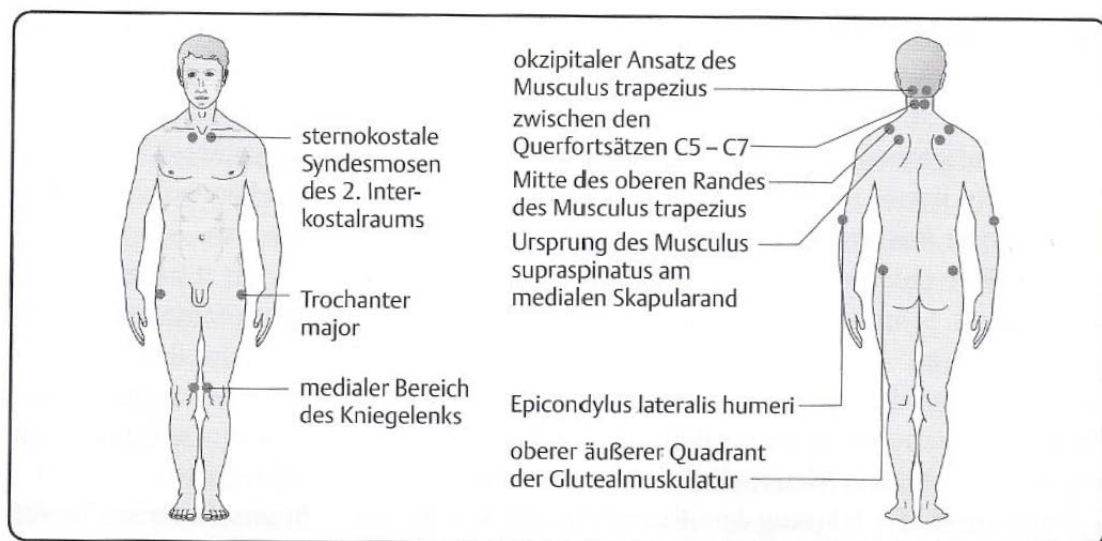 sternokostale
Syndesmosen
des 2. Inter-
kostalraums
Trochanter
major
medialer Bereich
des Kniegelenks
okzipitaler Ansatz des
Musculus trapezius
zwischen den
Querfortsätzen C5 – C7
Mitte des oberen Randes
des Musculus trapezius
Ursprung des Musculus
supraspinatus am
medialen Skapularand
Epicondylus lateralis humeri
oberer äußerer Quadrant
der Glutealmuskulatur